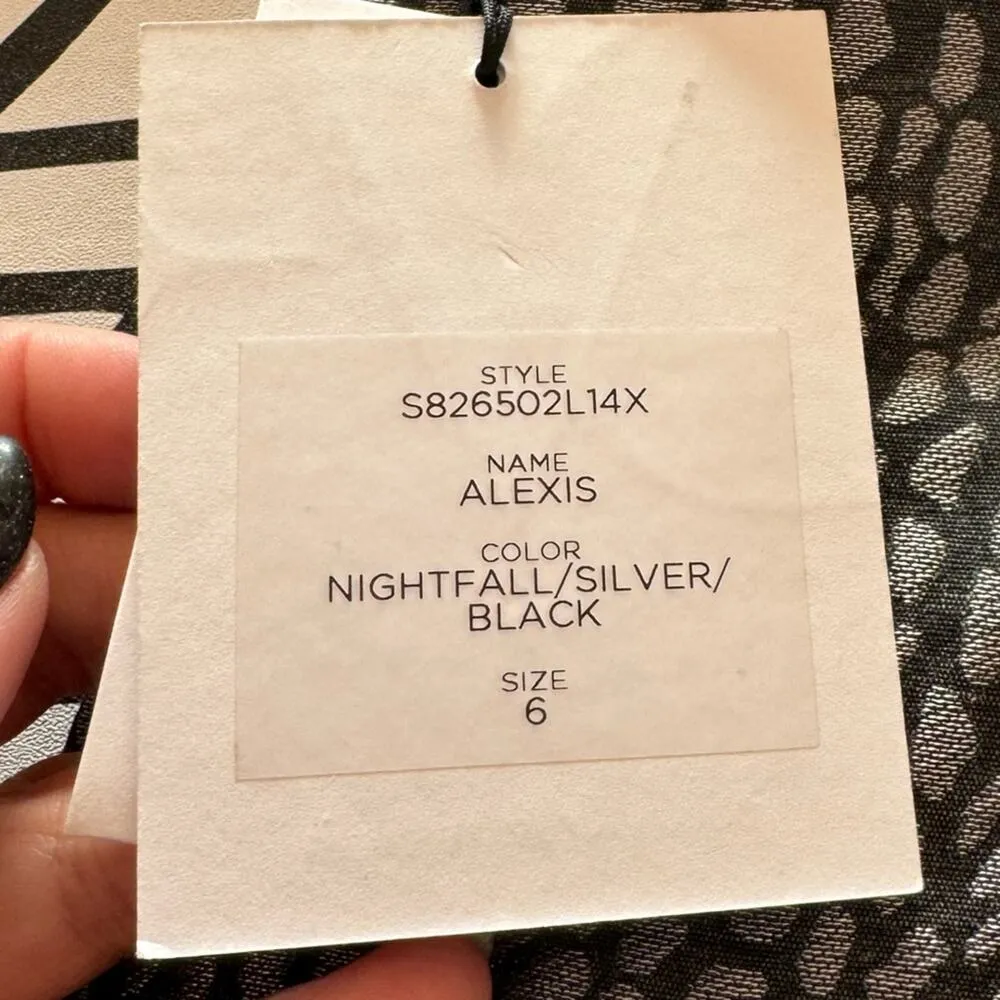 STYLE
S826502L14X
NAME
ALEXIS
COLOR
NIGHTFALL/SILVER/
BLACK
SIZE
6